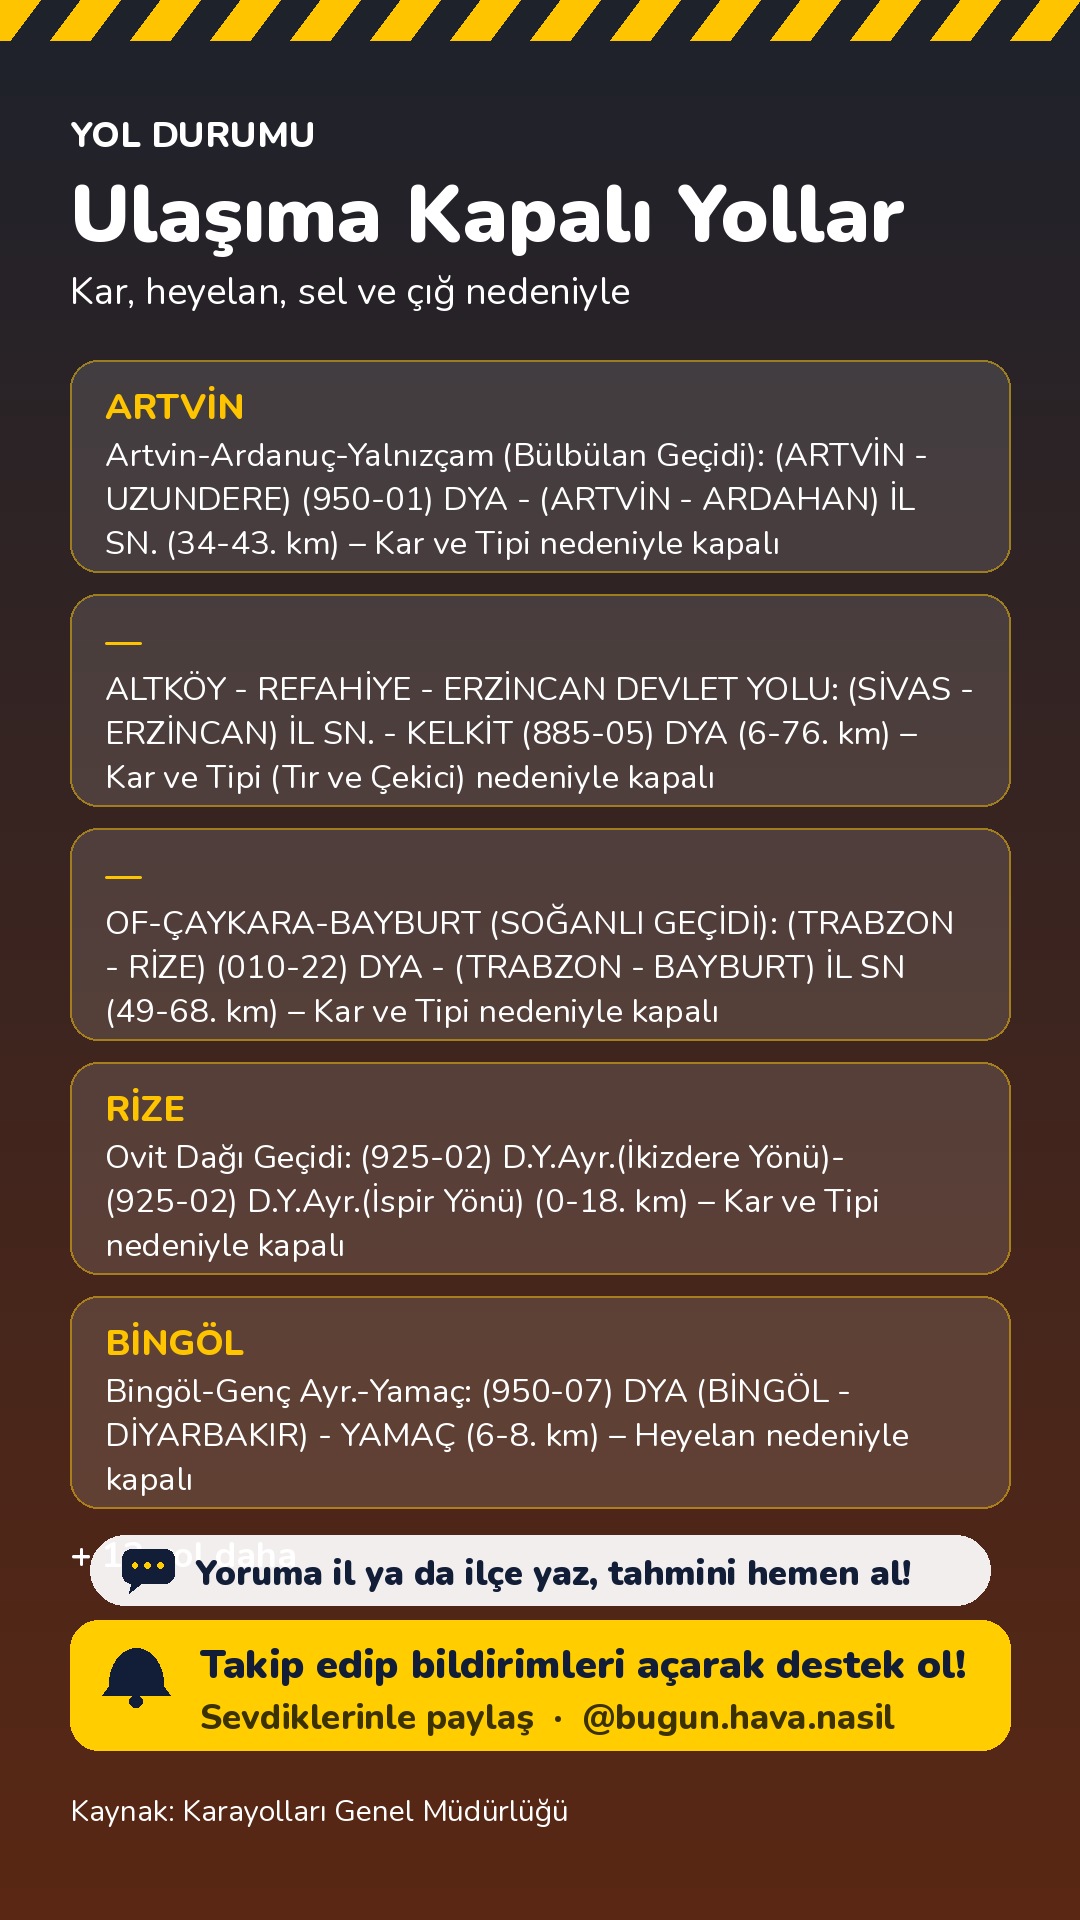 YOL DURUMU
Ulaşıma Kapalı Yollar
Kar, heyelan, sel ve çığ nedeniyle
ARTVİN
Artvin-Ardanuç-Yalnızçam (Bülbülan Geçidi): (ARTVİN -
UZUNDERE) (950-01) DYA - (ARTVİN - ARDAHAN) İL
SN. (34-43. km) – Kar ve Tipi nedeniyle kapalı
—
ALTKÖY - REFAHİYE - ERZİNCAN DEVLET YOLU: (SİVAS -
ERZİNCAN) İL SN. - KELKİT (885-05) DYA (6-76. km) –
Kar ve Tipi (Tır ve Çekici) nedeniyle kapalı
—
OF-ÇAYKARA-BAYBURT (SOĞANLI GEÇİDİ): (TRABZON
- RİZE) (010-22) DYA - (TRABZON - BAYBURT) İL SN
(49-68. km) – Kar ve Tipi nedeniyle kapalı
RİZE
Ovit Dağı Geçidi: (925-02) D.Y.Ayr.(İkizdere Yönü)-
(925-02) D.Y.Ayr.(İspir Yönü) (0-18. km) – Kar ve Tipi
nedeniyle kapalı
BİNGÖL
Bingöl-Genç Ayr.-Yamaç: (950-07) DYA (BİNGÖL -
DİYARBAKIR) - YAMAÇ (6-8. km) – Heyelan nedeniyle
kapalı
+ yol daha
Yoruma il ya da ilçe yaz, tahmini hemen al!
Takip edip bildirimleri açarak destek ol!
Sevdiklerinle paylaş · @bugun.hava.nasil
Kaynak: Karayolları Genel Müdürlüğü